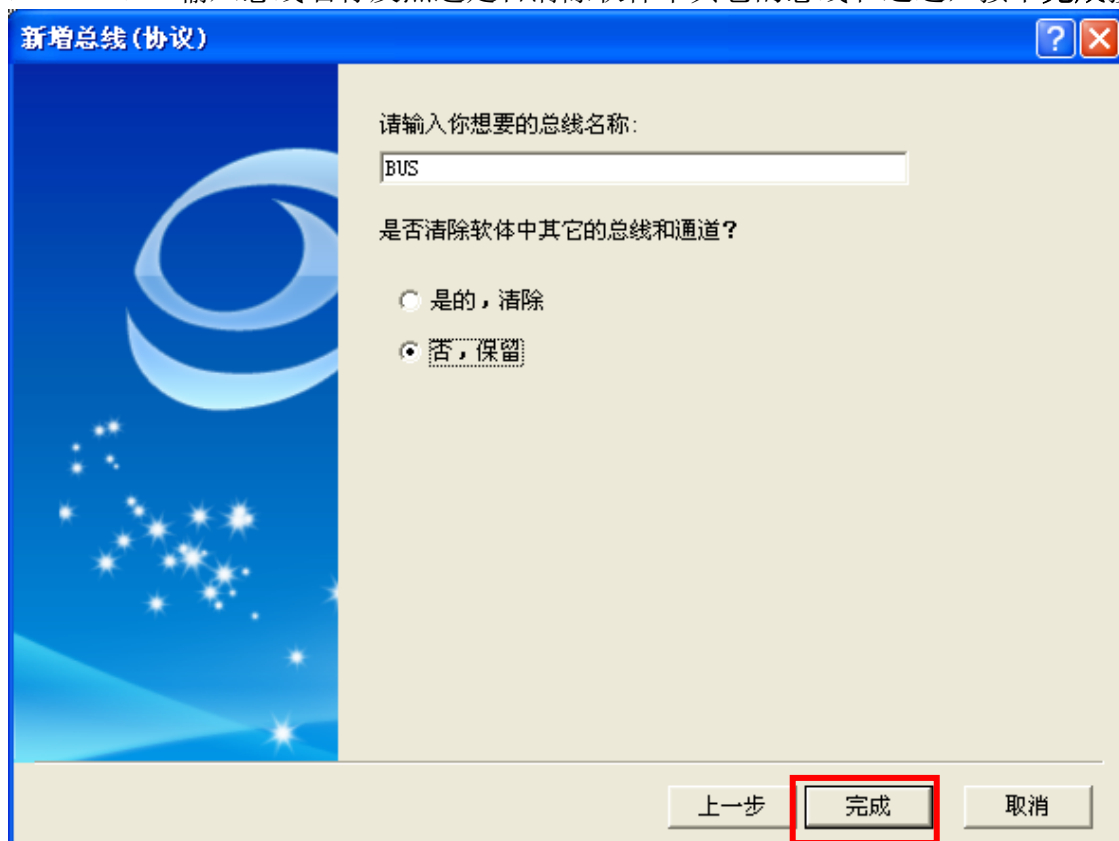 新增总线(协议)
请输入你想要的总线名称:
BUS
是否清除软体中其它的总线和通道?
是的,清除
否,保留
上一步 完成 取消